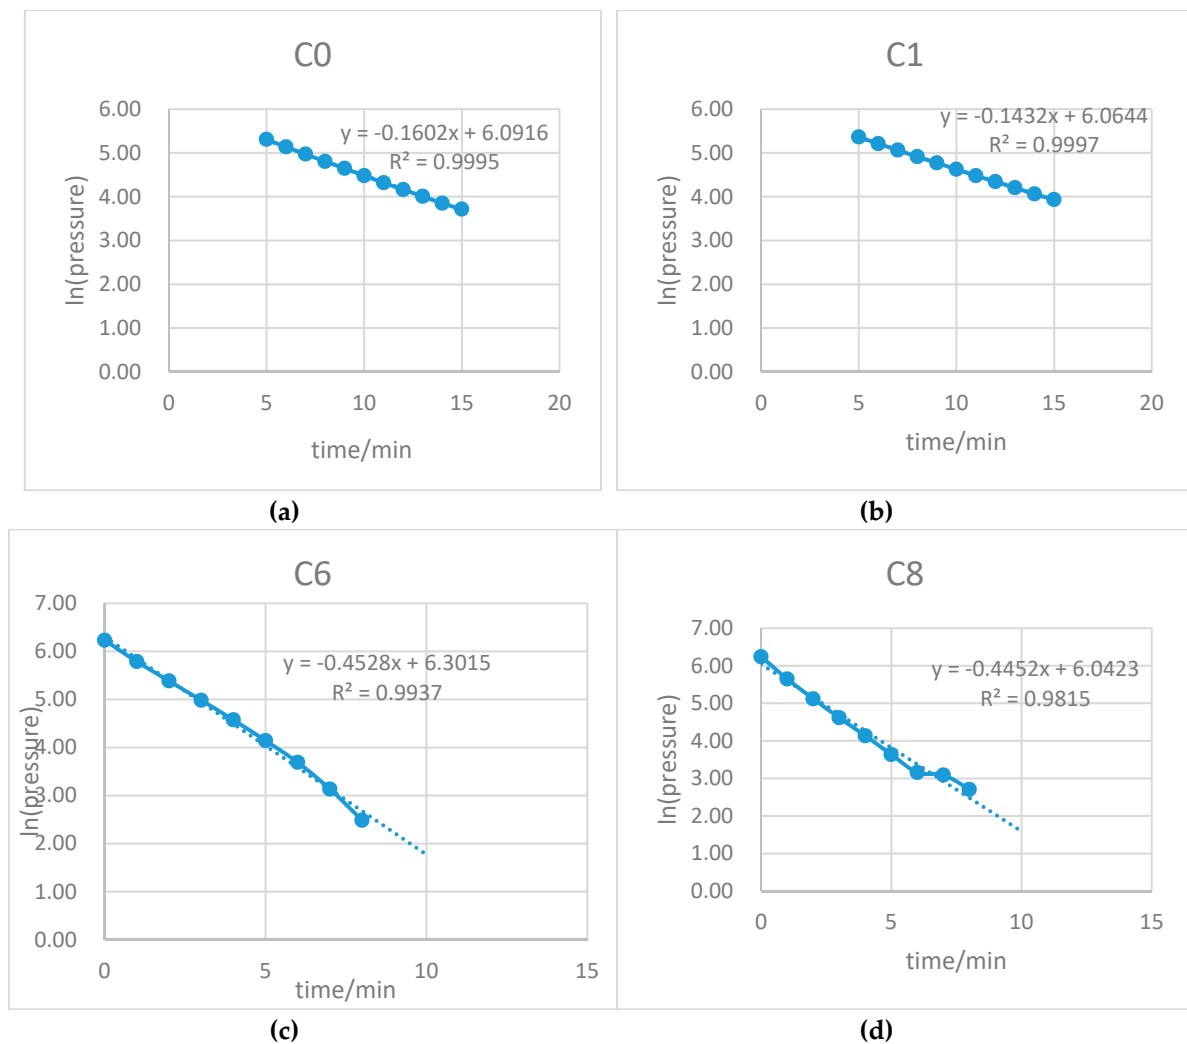 C0
y = -0.1602x + 6.0916
R² = 0.9995
6.00
5.00
4.00
3.00
2.00
1.00
0.00
ln(pressure)
0 5 10 15 20
time/min
(a)
C1
y = -0.1432x + 6.0644
R² = 0.9997
6.00
5.00
4.00
3.00
2.00
1.00
0.00
ln(pressure)
0 5 10 15 20
time/min
(b)
C6
y = -0.4528x + 6.3015
R² = 0.9937
7.00
6.00
5.00
4.00
3.00
2.00
1.00
0.00
ln(pressure)
0 5 10 15
time/min
(c)
C8
y = -0.4452x + 6.0423
R² = 0.9815
7.00
6.00
5.00
4.00
3.00
2.00
1.00
0.00
ln(pressure)
0 5 10 15
time/min
(d)